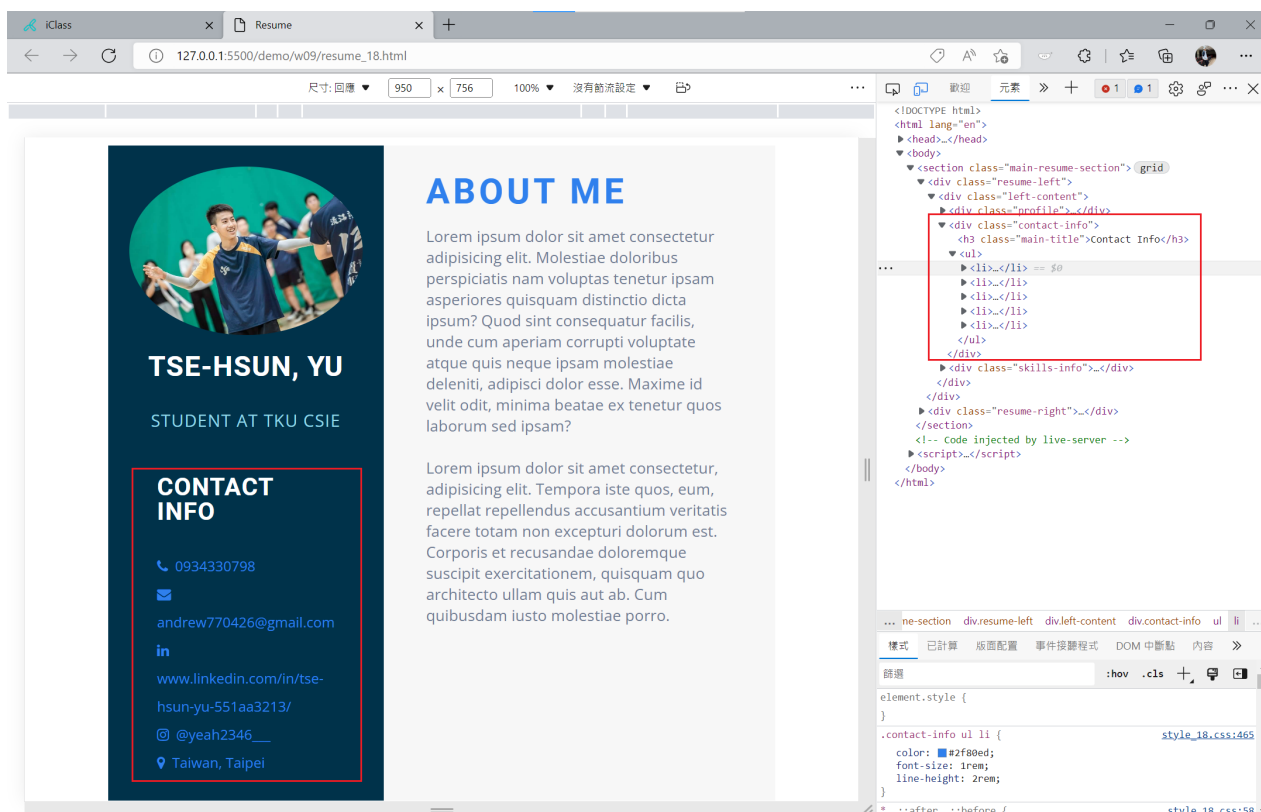 iClass
Resume
127.0.0.1:5500/demo/w09/resume_18.html
尺寸: 回應 ▼ 950 x 756 100% ▼ 沒有節流設定 ▼
TSE-HSUN, YU
STUDENT AT TKU CSIE
CONTACT
INFO
0934330798
andrew770426@gmail.com
www.linkedin.com/in/tse-
hsun-yu-551aa3213/
@yeah2346___
Taiwan, Taipei
ABOUT ME
Lorem ipsum dolor sit amet consectetur
adipisicing elit. Molestiae doloribus
perspiciatis nam voluptas tenetur ipsam
asperiores quisquam distinctio dicta
ipsum? Quod sint consequatur facilis,
unde cum aperiam corrupti voluptate
atque quis neque ipsam molestiae
deleniti, adipisci dolor esse. Maxime id
velit odit, minima beatae ex tenetur quos
laborum sed ipsam?
Lorem ipsum dolor sit amet consectetur,
adipisicing elit. Tempora iste quos, eum,
repellat repellendus accusantium veritatis
facere totam non excepturi dolorum est.
Corporis et recusandae doloremque
suscipit exercitationem, quisquam quo
architecto ullam quis aut ab. Cum
quibusdam iusto molestiae porro.
歡迎 元素 1 1
<!DOCTYPE html>
<html lang="en">
<head>…</head>
<body>
<section class="main-resume-section"> grid
<div class="resume-left">
<div class="left-content">
<div class="profile">…</div>
<div class="contact-info">
<h3 class="main-title">Contact Info</h3>
<ul>
<li>…</li> == $0
<li>…</li>
<li>…</li>
<li>…</li>
<li>…</li>
</ul>
</div>
<div class="skills-info">…</div>
</div>
</div>
<div class="resume-right">…</div>
</section>
<!-- Code injected by live-server -->
<script>…</script>
</body>
</html>
... ne-section div.resume-left div.left-content div.contact-info ul li
樣式 已計算 版面配置 事件接聽程式 DOM 中斷點 內容
篩選 :hov .cls
element.style {
}
.contact-info ul li { style_18.css:465
color: #2f80ed;
font-size: 1rem;
line-height: 2rem;
}
*, ::after, ::before { style_18.css:58